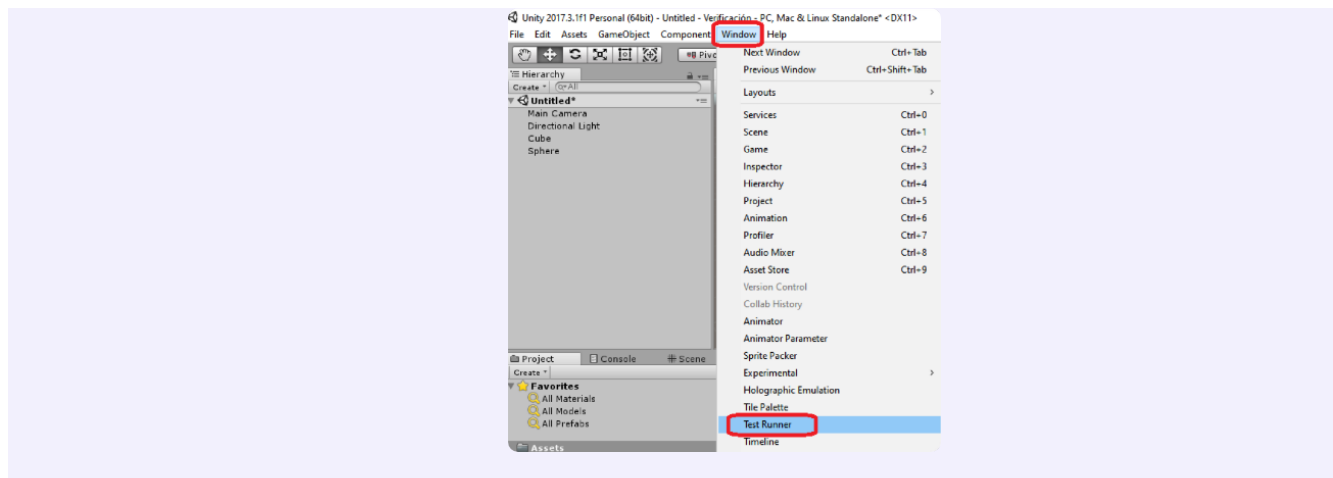 Unity 2017.3.1f1 Personal (64bit) - Untitled - Verificación - PC, Mac & Linux Standalone* <DX11>
File Edit Assets GameObject Component Window Help
Pivo
Hierarchy
Create All
Untitled*
Main Camera
Directional Light
Cube
Sphere
Next Window Ctrl+Tab
Previous Window Ctrl+Shift+Tab
Layouts >
Services Ctrl+0
Scene Ctrl+1
Game Ctrl+2
Inspector Ctrl+3
Hierarchy Ctrl+4
Project Ctrl+5
Animation Ctrl+6
Profiler Ctrl+7
Audio Mixer Ctrl+8
Asset Store Ctrl+9
Version Control
Collab History
Animator
Animator Parameter
Sprite Packer
Experimental >
Holographic Emulation
Tile Palette
Test Runner
Timeline
Project Console Scene
Create
Favorites
All Materials
All Models
All Prefabs
Assets